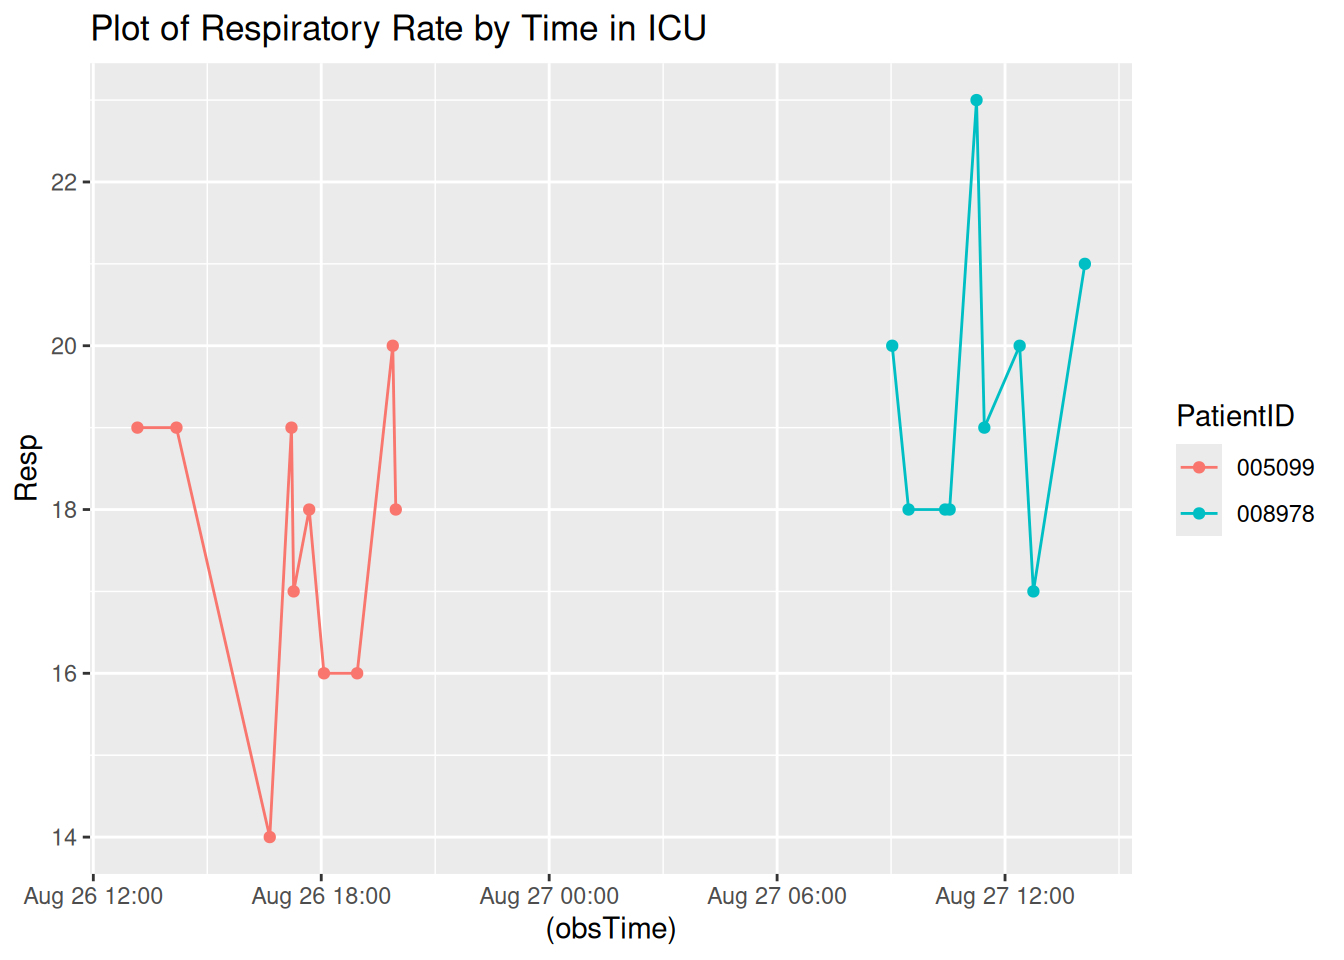 Plot of Respiratory Rate by Time in ICU
22
20
18
16
14
Resp
Aug 26 12:00
Aug 26 18:00
Aug 27 00:00
Aug 27 06:00
Aug 27 12:00
(obsTime)
PatientID
005099
008978